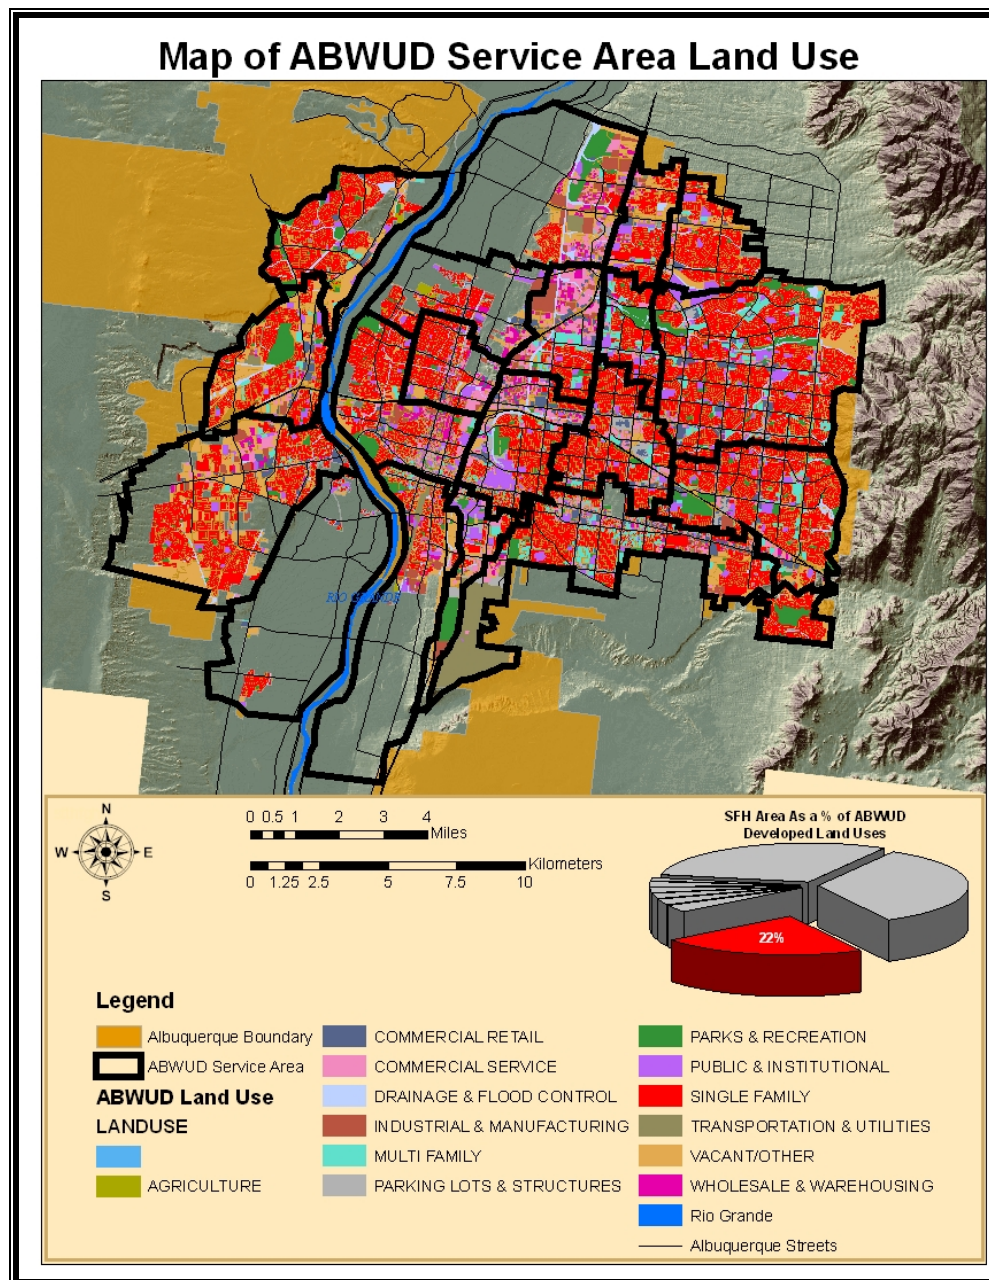 Map of ABWUD Service Area Land Use
RIO GRANDE
N
W
E
S
0 0.5 1 2 3 4
Miles
Kilometers
0 1.25 2.5 5 7.5 10
SFH Area As a % of ABWUD
Developed Land Uses
22%
Legend
Albuquerque Boundary
ABWUD Service Area
ABWUD Land Use
LANDUSE
AGRICULTURE
COMMERCIAL RETAIL
COMMERCIAL SERVICE
DRAINAGE & FLOOD CONTROL
INDUSTRIAL & MANUFACTURING
MULTI FAMILY
PARKING LOTS & STRUCTURES
PARKS & RECREATION
PUBLIC & INSTITUTIONAL
SINGLE FAMILY
TRANSPORTATION & UTILITIES
VACANT/OTHER
WHOLESALE & WAREHOUSING
Rio Grande
Albuquerque Streets